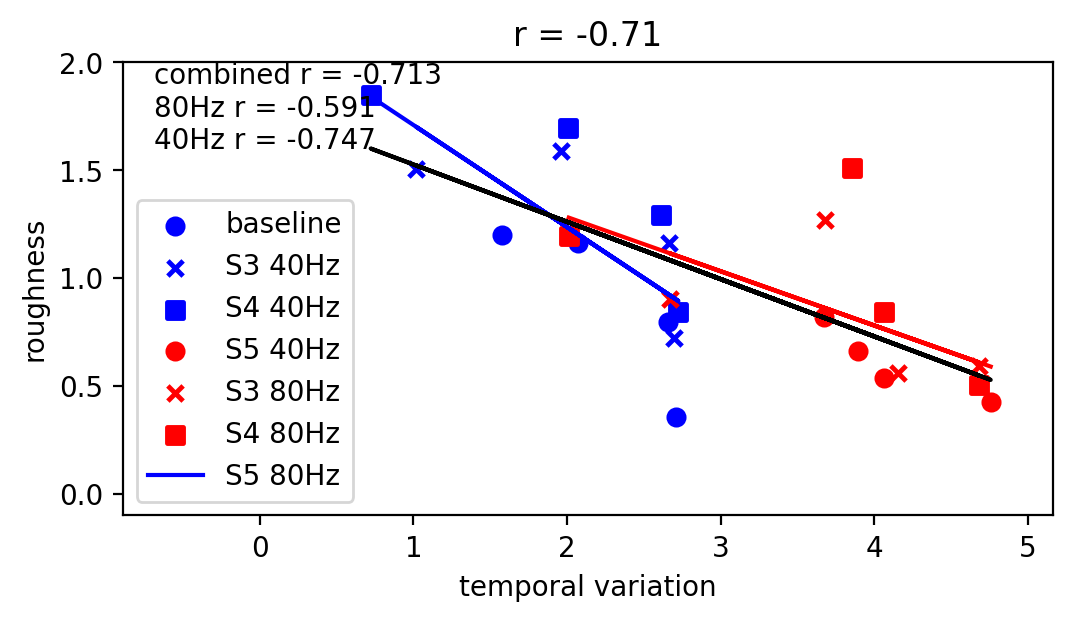 r = -0.71
2.0
combined r = -0.713
80Hz r = -0.591
40Hz r = -0.747
1.5
1.0
0.5
0.0
roughness
baseline
S3 40Hz
S4 40Hz
S5 40Hz
S3 80Hz
S4 80Hz
S5 80Hz
0 1 2 3 4 5
temporal variation